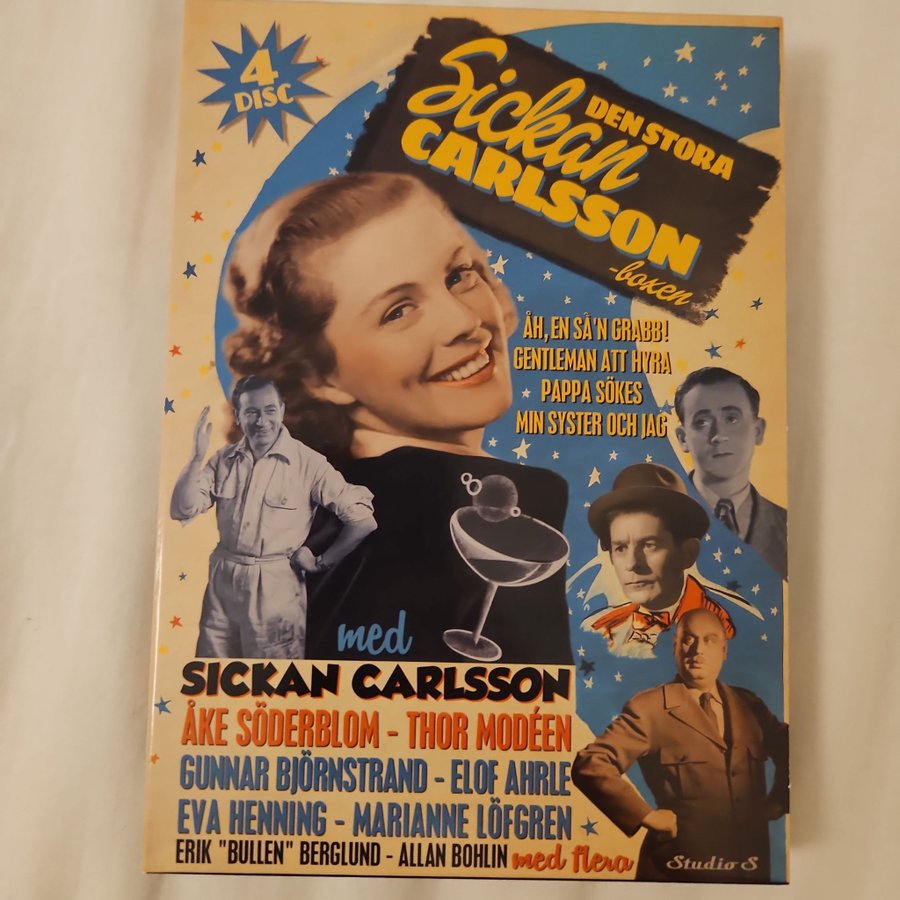 4
DISC
DEN STORA
Sickan
CARLSSON
-boxen
ÅH, EN SÅ'N GRABB!
GENTLEMAN ATT HYRA
PAPPA SÖKES
MIN SYSTER OCH JAG
med
SICKAN CARLSSON
ÅKE SÖDERBLOM - THOR MODÉEN
GUNNAR BJÖRNSTRAND - ELOF AHRLE
EVA HENNING - MARIANNE LÖFGREN
ERIK "BULLEN" BERGLUND - ALLAN BOHLIN med flera
Studio S